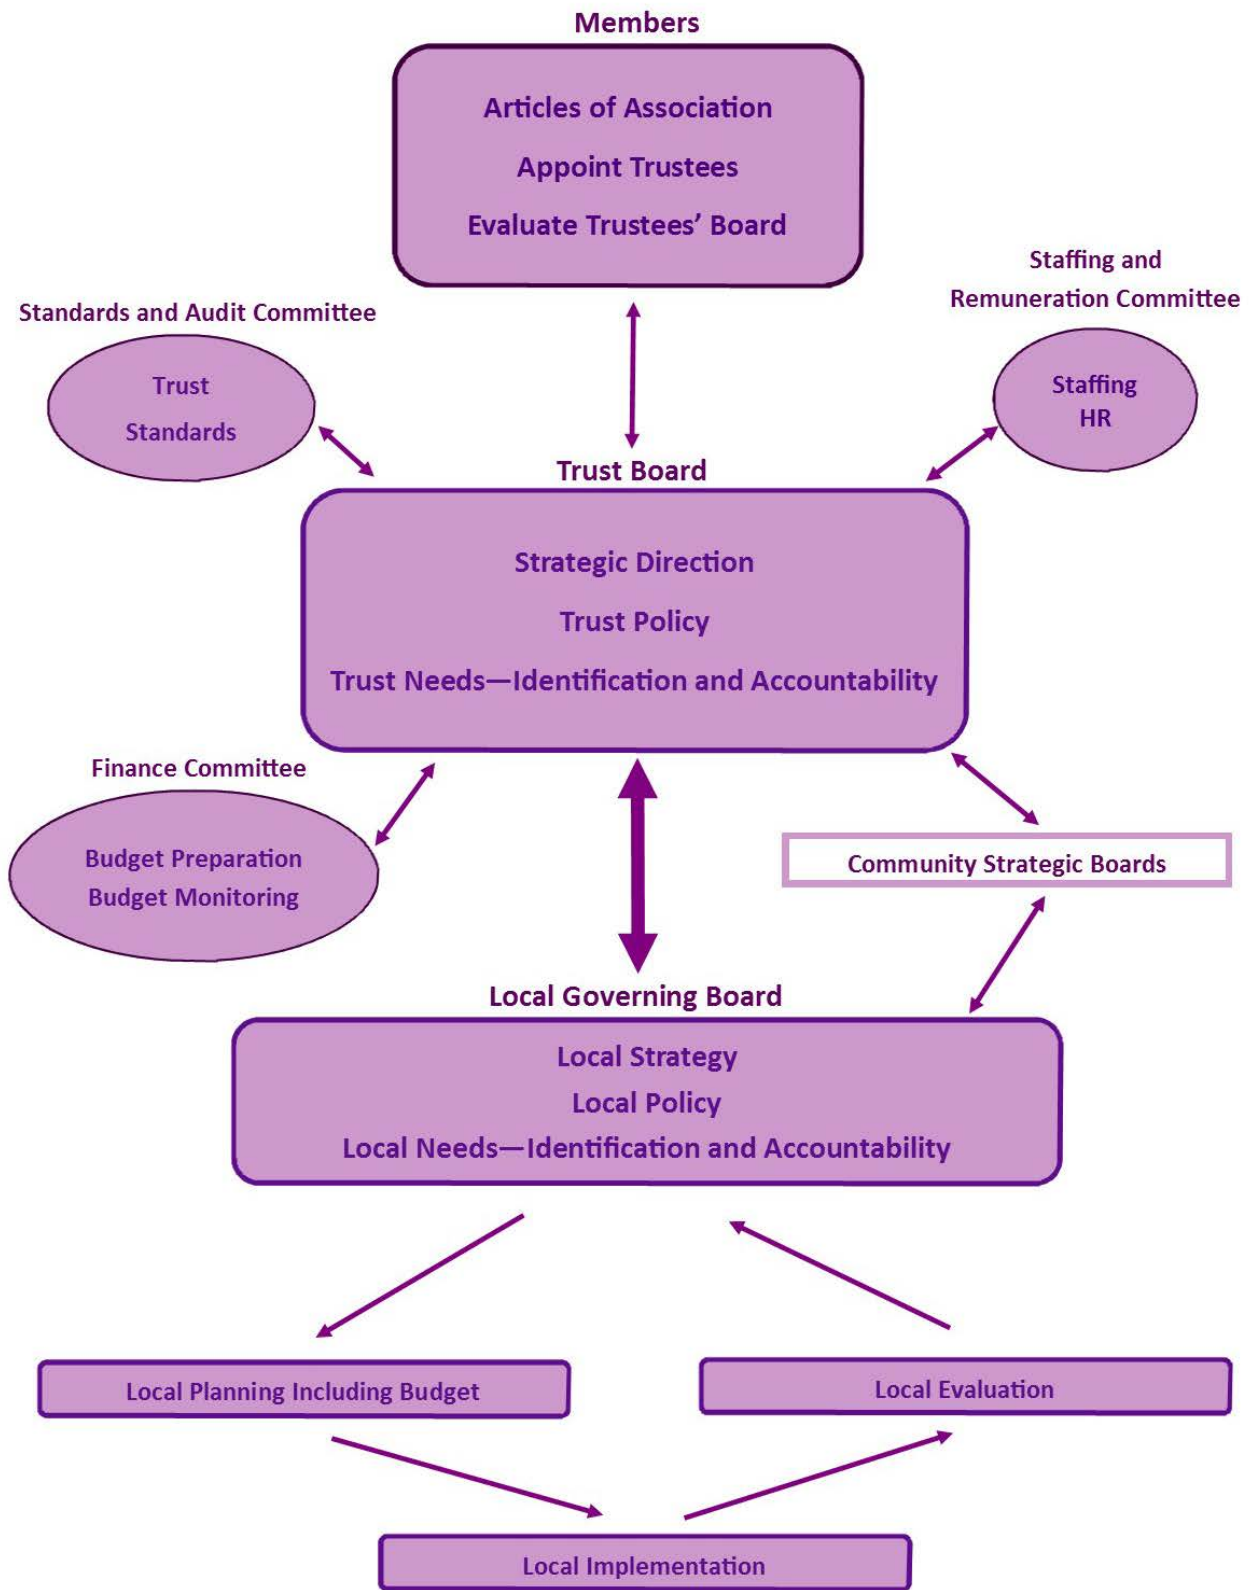 Members
Articles of Association
Appoint Trustees
Evaluate Trustees’ Board
Standards and Audit Committee
Trust
Standards
Staffing and
Remuneration Committee
Staffing
HR
Trust Board
Strategic Direction
Trust Policy
Trust Needs—Identification and Accountability
Finance Committee
Budget Preparation
Budget Monitoring
Community Strategic Boards
Local Governing Board
Local Strategy
Local Policy
Local Needs—Identification and Accountability
Local Planning Including Budget
Local Evaluation
Local Implementation